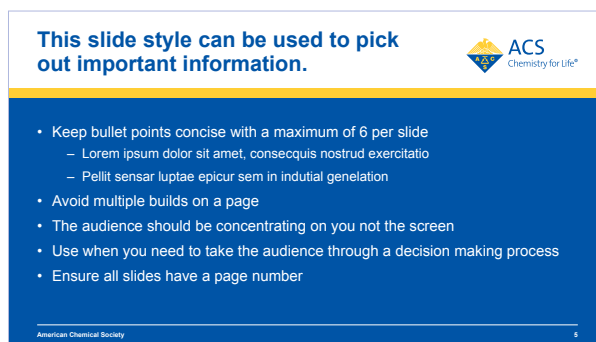 This slide style can be used to pick
out important information.
A C S
ACS
Chemistry for Life®
• Keep bullet points concise with a maximum of 6 per slide
– Lorem ipsum dolor sit amet, consequis nostrud exercitatio
– Pellit sensar luptae epicur sem in indutial genelation
• Avoid multiple builds on a page
• The audience should be concentrating on you not the screen
• Use when you need to take the audience through a decision making process
• Ensure all slides have a page number
American Chemical Society
5